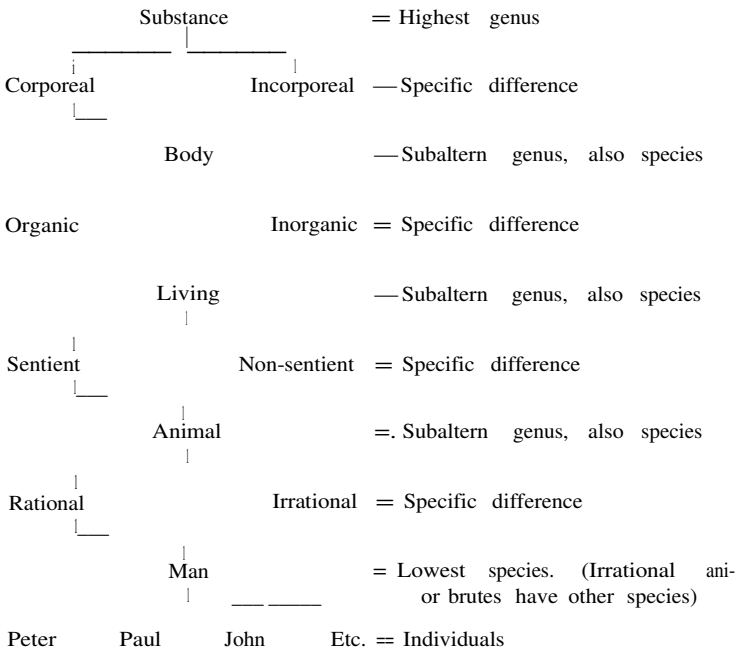 Substance = Highest genus
Corporeal Incorporeal — Specific difference
Body — Subaltern genus, also species
Organic Inorganic = Specific difference
Living — Subaltern genus, also species
Sentient Non-sentient = Specific difference
Animal =. Subaltern genus, also species
Rational Irrational = Specific difference
Man = Lowest species. (Irrational ani-
or brutes have other species)
Peter Paul John Etc. == Individuals